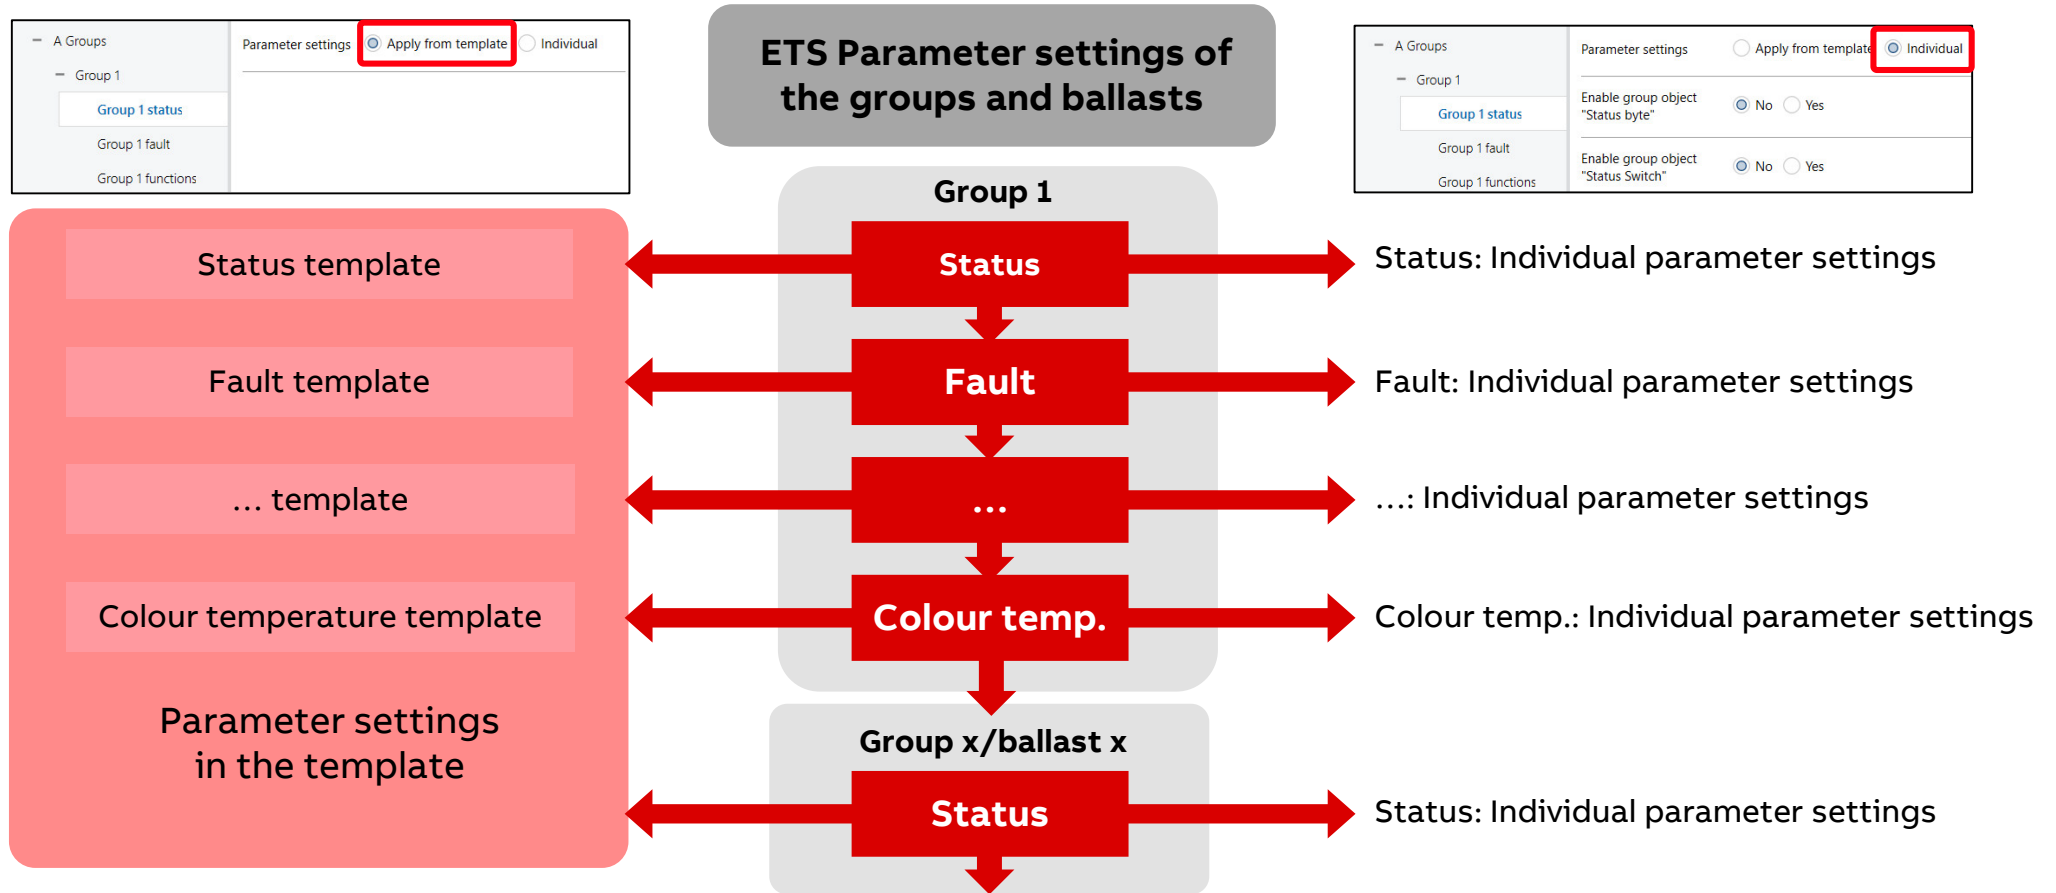 A Groups
Group 1
Group 1 status
Group 1 fault
Group 1 functions
Parameter settings Apply from template Individual
ETS Parameter settings of
the groups and ballasts
A Groups
Group 1
Group 1 status
Group 1 fault
Group 1 functions
Parameter settings Apply from template Individual
Enable group object
"Status byte"
No Yes
Enable group object
"Status Switch"
No Yes
Group 1
Status template
Status
Status: Individual parameter settings
Fault template
Fault
Fault: Individual parameter settings
... template
...
...: Individual parameter settings
Colour temperature template
Colour temp.
Colour temp.: Individual parameter settings
Parameter settings
in the template
Group x/ballast x
Status
Status: Individual parameter settings